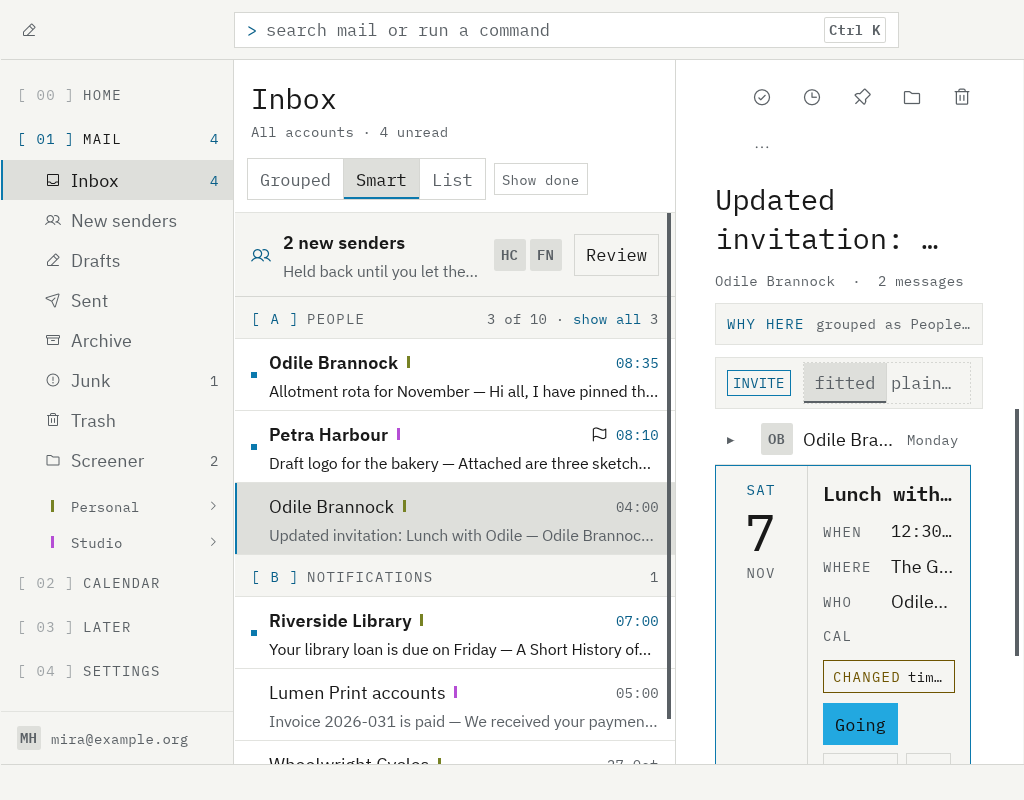 > search mail or run a command Ctrl K
[ 00 ] HOME
[ 01 ] MAIL 4
Inbox 4
New senders
Drafts
Sent
Archive
Junk 1
Trash
Screener 2
Personal
Studio
[ 02 ] CALENDAR
[ 03 ] LATER
[ 04 ] SETTINGS
MH mira@example.org
Inbox
All accounts · 4 unread
Grouped Smart List Show done
2 new senders
Held back until you let the… HC FN Review
[ A ] PEOPLE 3 of 10 · show all 3
Odile Brannock 08:35
Allotment rota for November — Hi all, I have pinned th…
Petra Harbour 08:10
Draft logo for the bakery — Attached are three sketch…
Odile Brannock 04:00
Updated invitation: Lunch with Odile — Odile Brannoc…
[ B ] NOTIFICATIONS 1
Riverside Library 07:00
Your library loan is due on Friday — A Short History of…
Lumen Print accounts 05:00
Invoice 2026-031 is paid — We received your paymen…
Wheelwright Cycles 27 Oct
…
Updated
invitation: …
Odile Brannock · 2 messages
WHY HERE grouped as People…
INVITE fitted plain…
▸ OB Odile Bra… Monday
SAT
7
NOV
Lunch with…
WHEN 12:30…
WHERE The G…
WHO Odile…
CAL
CHANGED tim…
Going